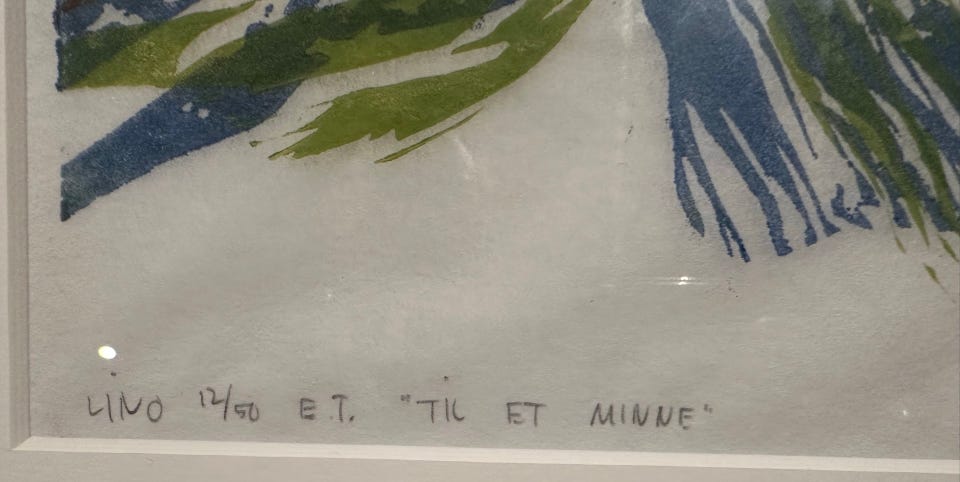 LINO 12/50 E.T. "TIL ET MINNE"